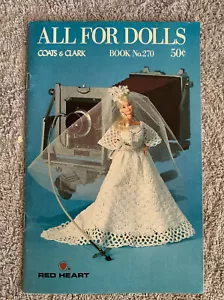 ALL FOR DOLLS
COATS & CLARK BOOK No.270 50¢
RED HEART